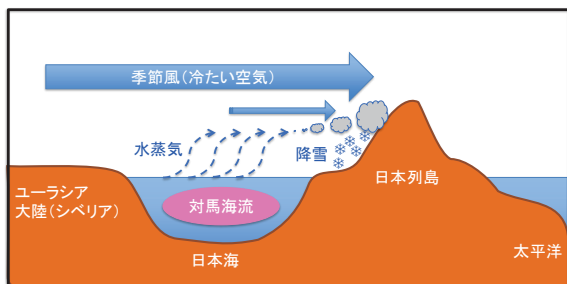 季節風(冷たい空気)
水蒸気
降雪
日本列島
ユーラシア
大陸(シベリア)
対馬海流
日本海
太平洋